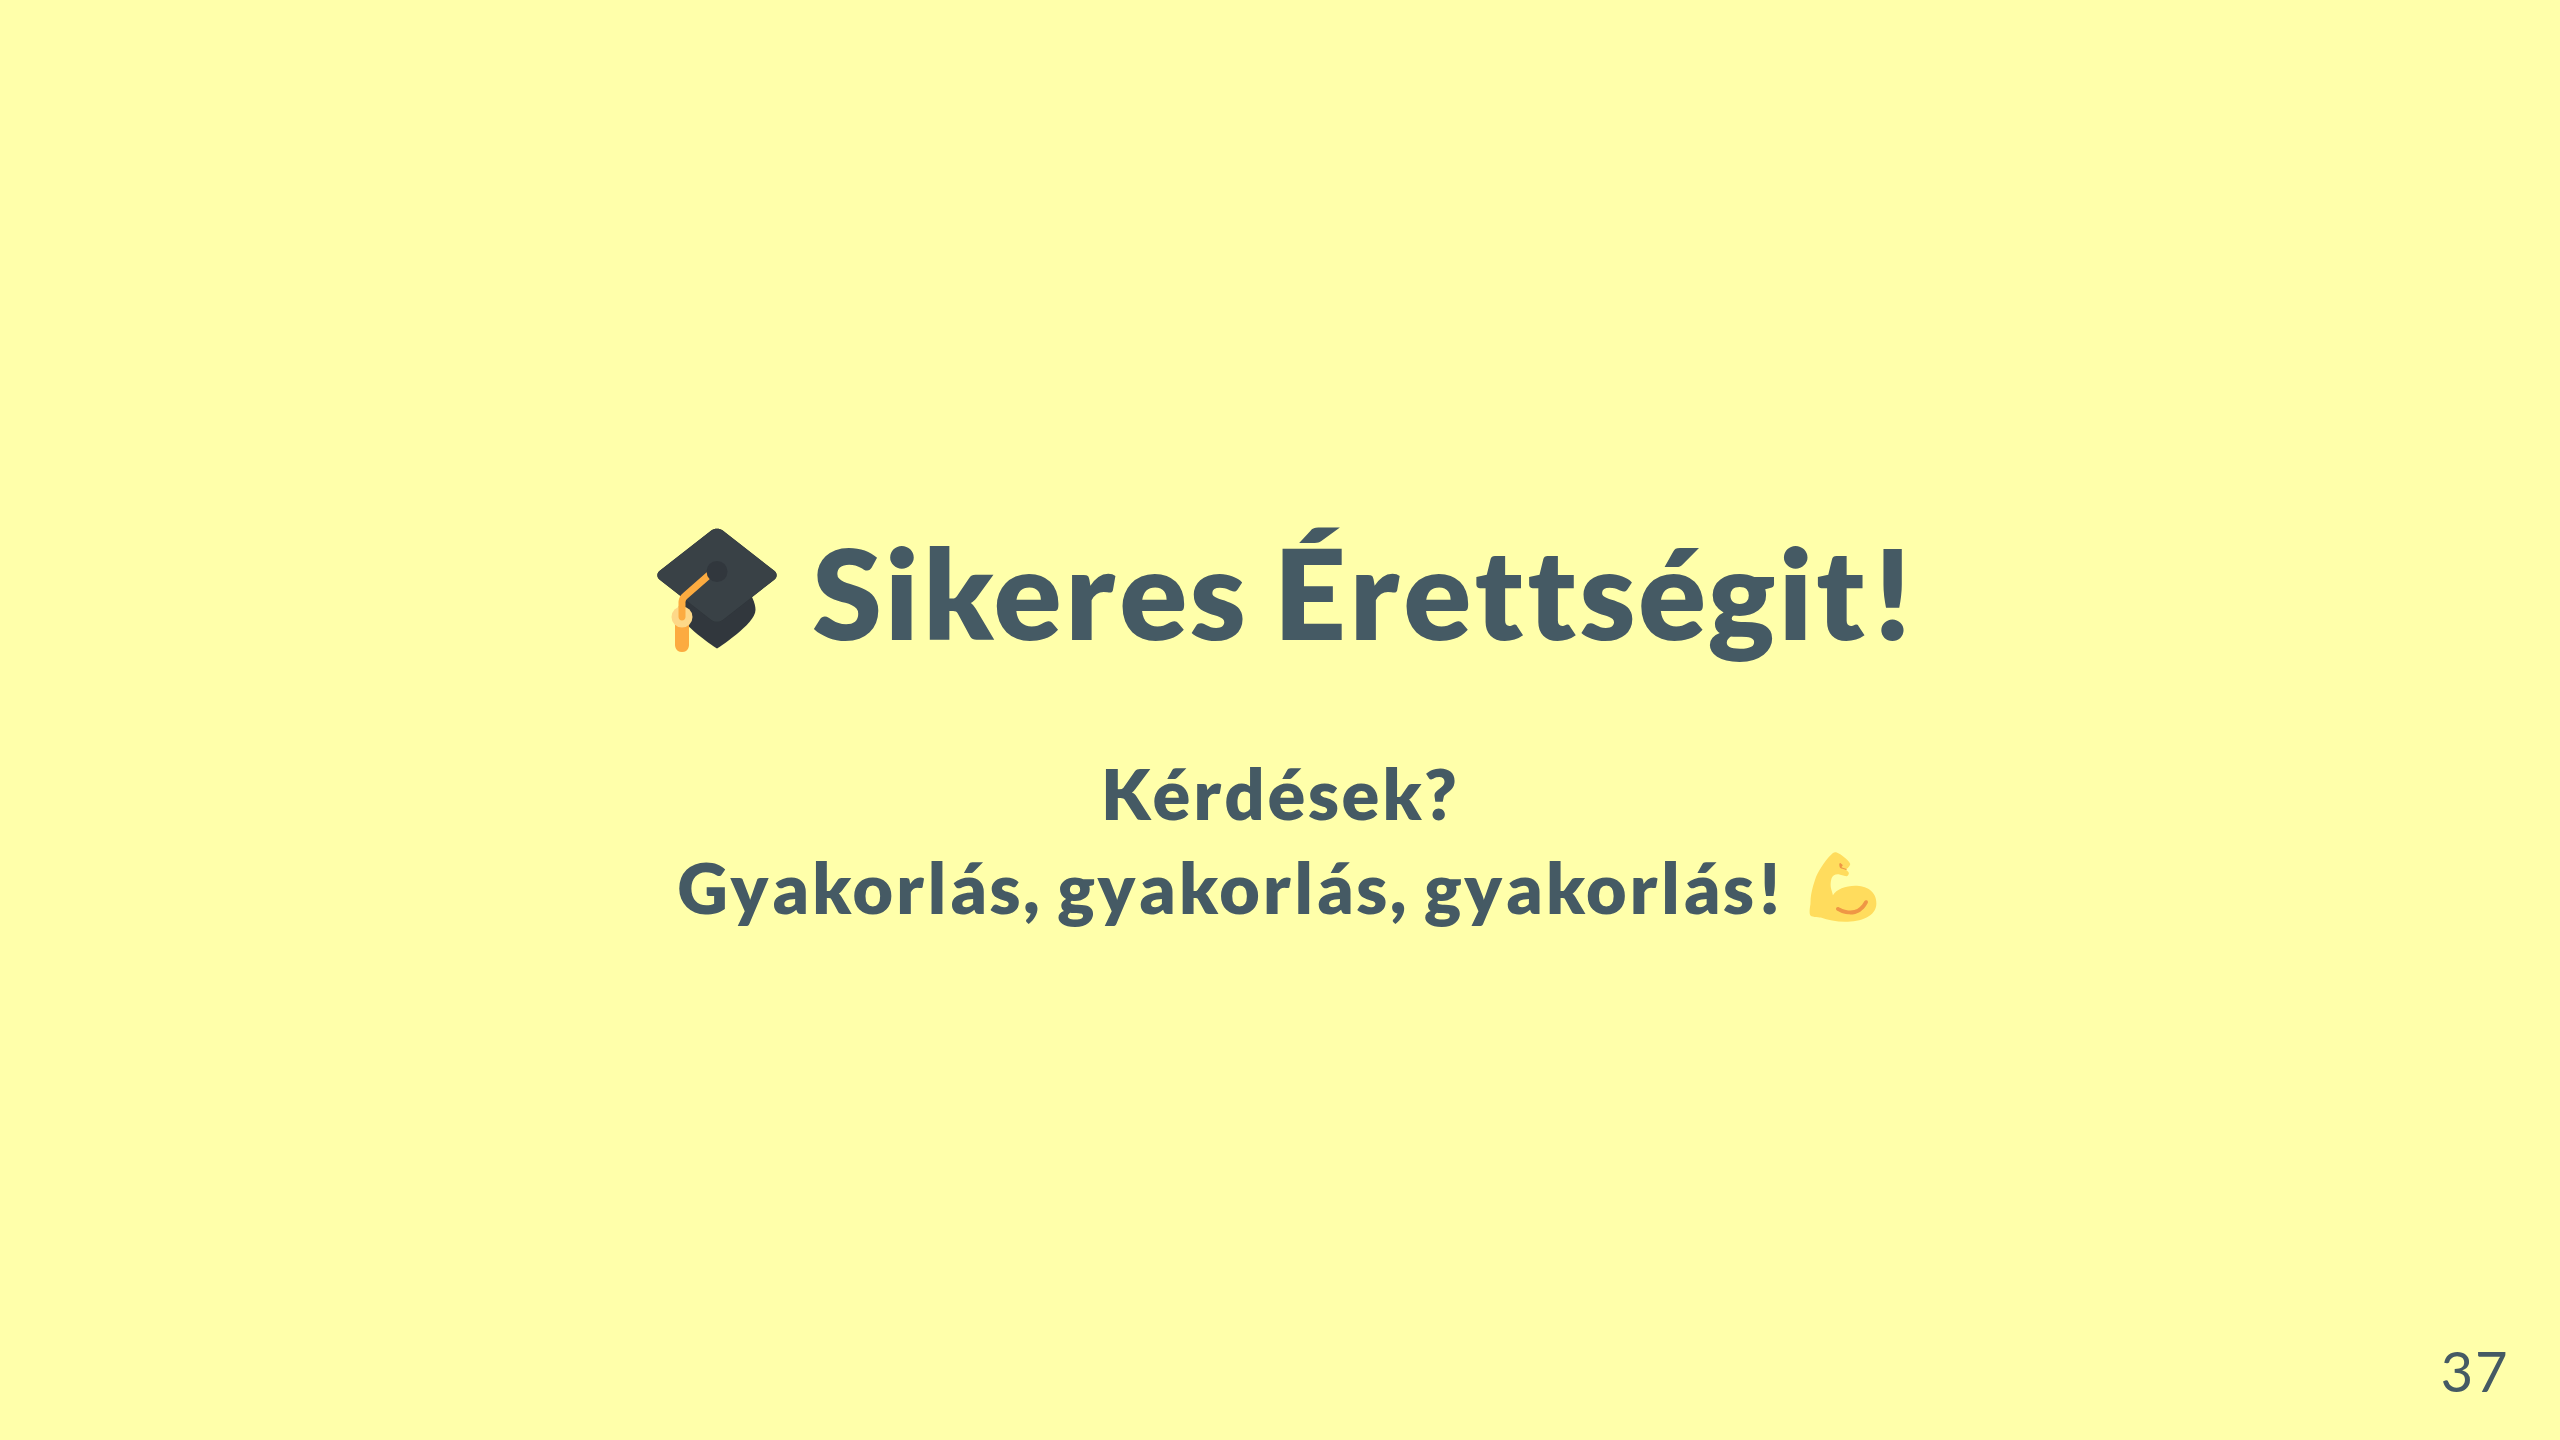 🎓 Sikeres Érettségit!
Kérdések?
Gyakorlás, gyakorlás, gyakorlás! 💪
37